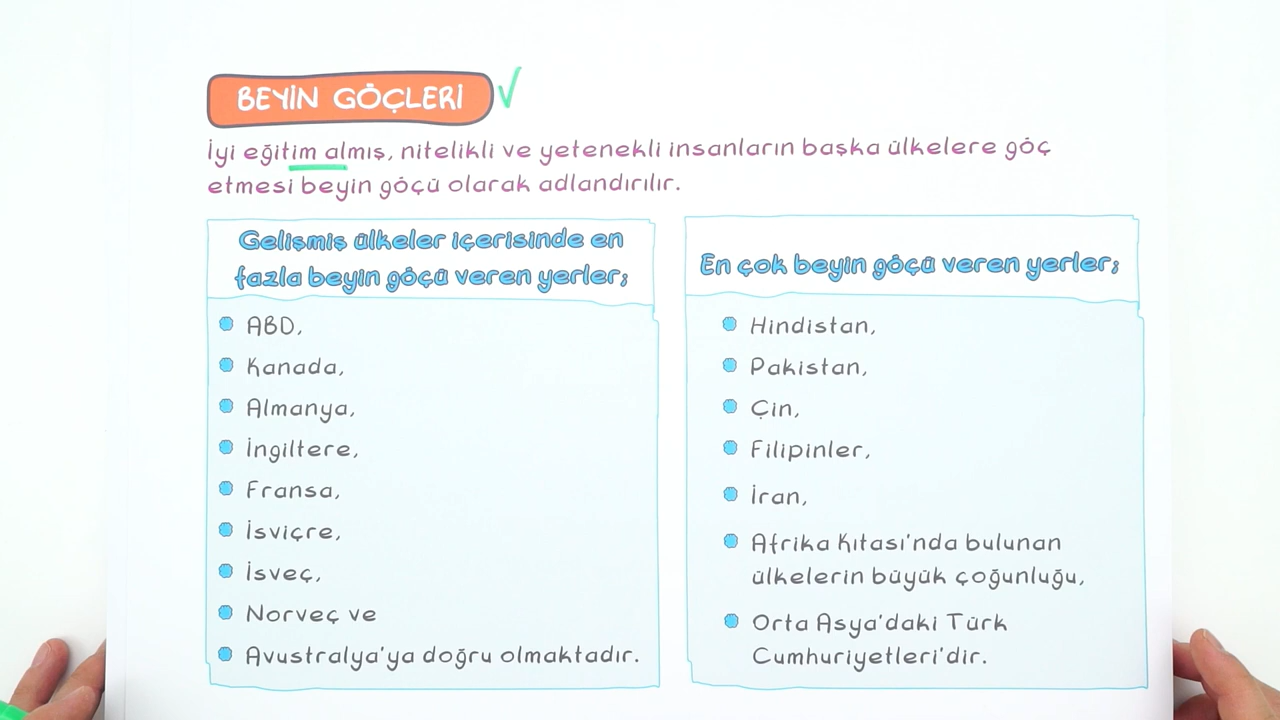 BEYİN GÖÇLERİ
İyi eğitim almış, nitelikli ve yetenekli insanların başka ülkelere göç
etmesi beyin göçü olarak adlandırılır.
Gelişmiş ülkeler içerisinde en
fazla beyin göçü veren yerler;
ABD,
Kanada,
Almanya,
İngiltere,
Fransa,
İsviçre,
İsveç,
Norveç ve
Avustralya'ya doğru olmaktadır.
En çok beyin göçü veren yerler;
Hindistan,
Pakistan,
Çin,
Filipinler,
İran,
Afrika Kıtası'nda bulunan
ülkelerin büyük çoğunluğu,
Orta Asya'daki Türk
Cumhuriyetleri'dir.